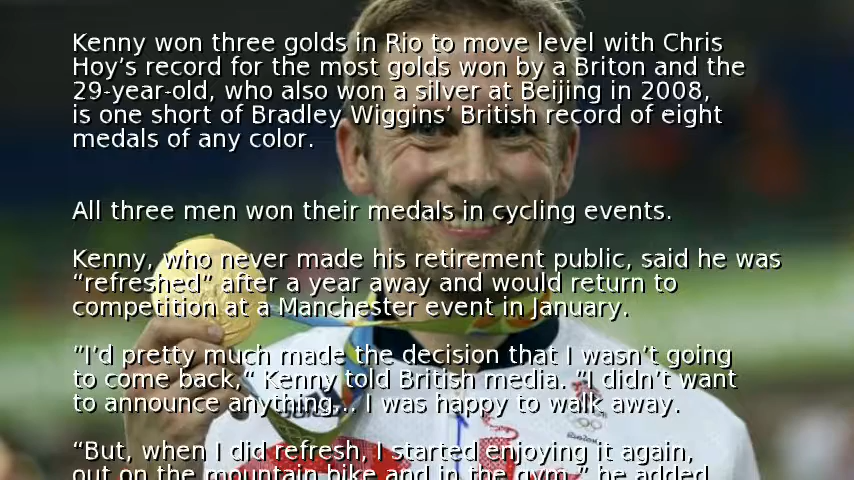 Kenny won three golds in Rio to move level with Chris
Hoy’s record for the most golds won by a Briton and the
29-year-old, who also won a silver at Beijing in 2008,
is one short of Bradley Wiggins’ British record of eight
medals of any color.
All three men won their medals in cycling events.
Kenny, who never made his retirement public, said he was
“refreshed” after a year away and would return to
competition at a Manchester event in January.
“I’d pretty much made the decision that I wasn’t going
to come back,“ Kenny told British media. “I didn’t want
to announce anything... I was happy to walk away.
“But, when I did refresh, I started enjoying it again,
out on the mountain bike and in the gym,” he added.